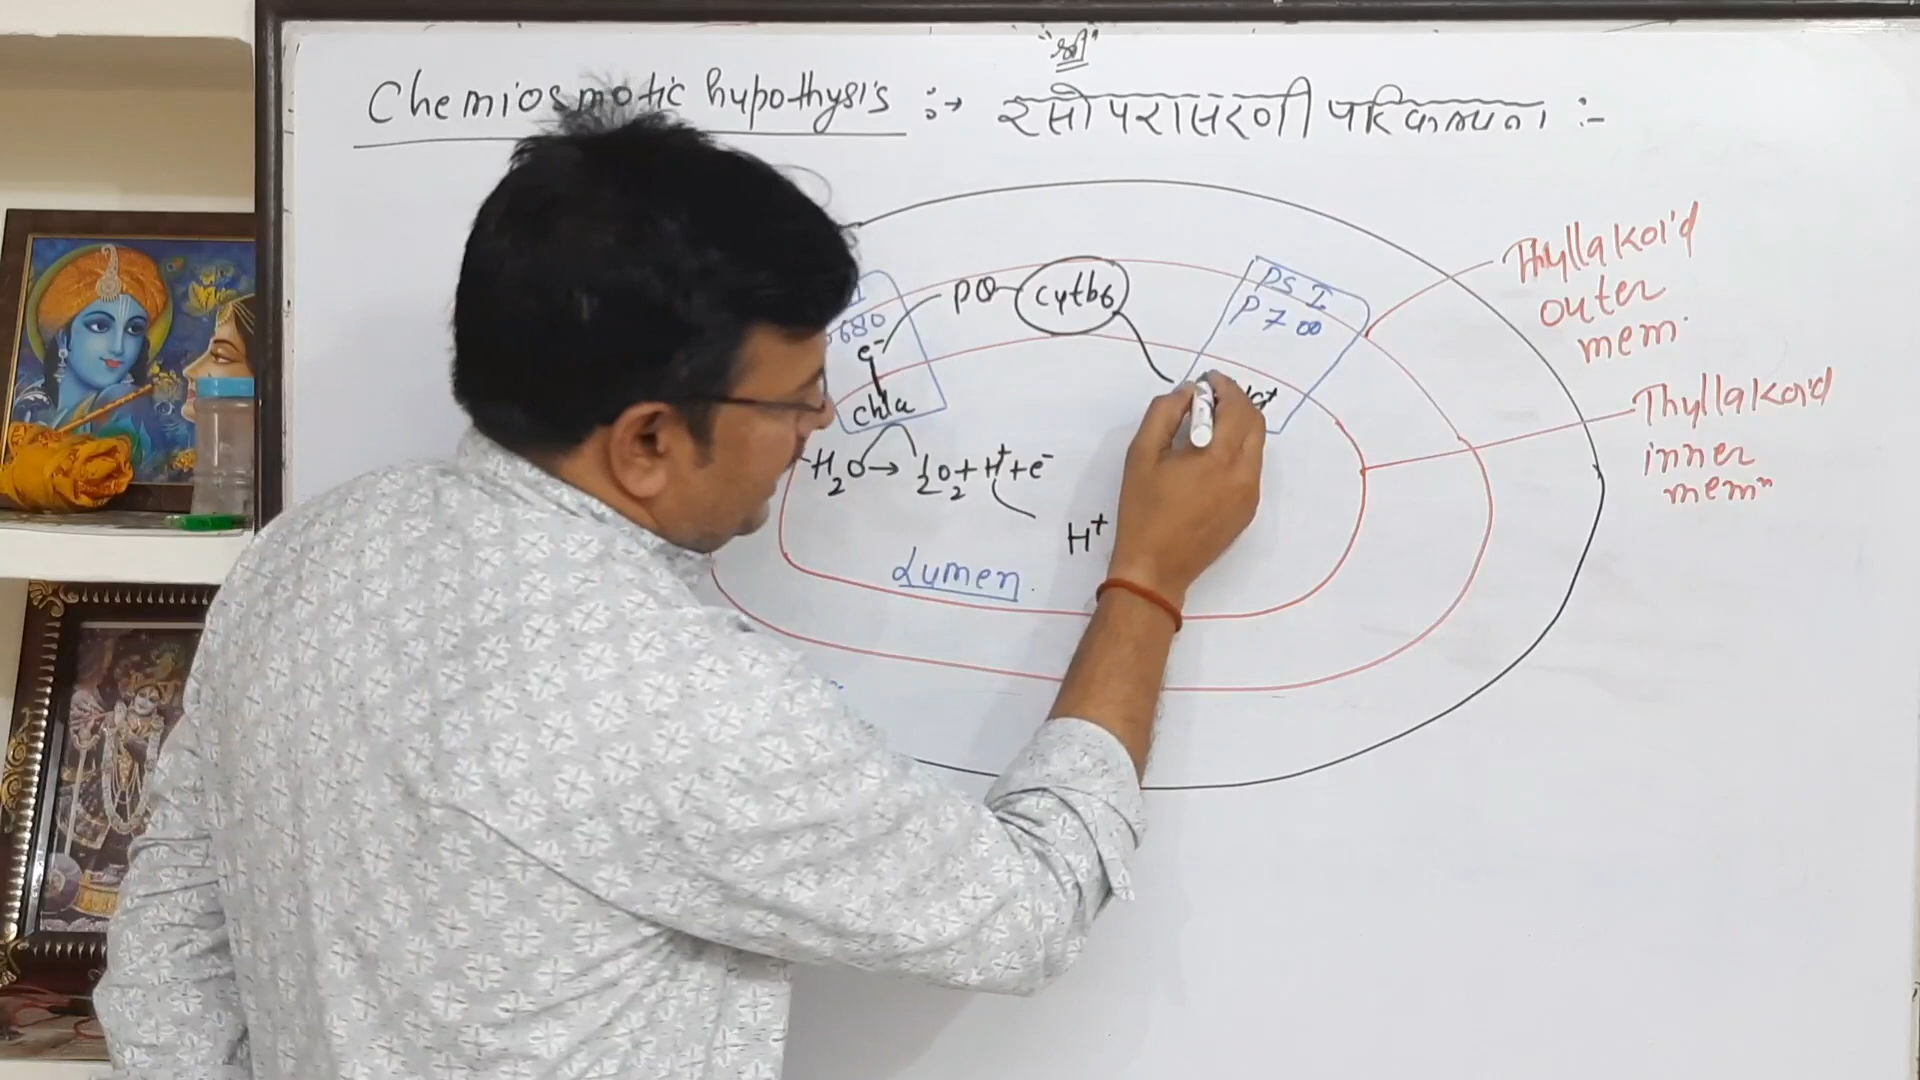 "श्री"
Chemiosmotic hypothysis :→ रसोपरासरणी परिकल्पना :-
Thyllakoid
outer
mem.
PS I
P 700
I
680
PQ
cytb6
e-
chla
Thyllakoid
inner
memn
H2O → ½O2 + H+ + e-
H+
Lumen.